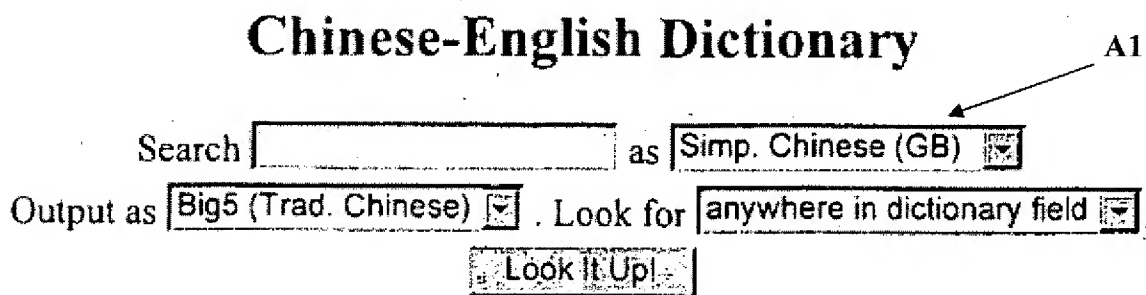 Chinese-English Dictionary
A1
Search as Simp. Chinese (GB)
Output as Big5 (Trad. Chinese) . Look for anywhere in dictionary field .
Look It Up!